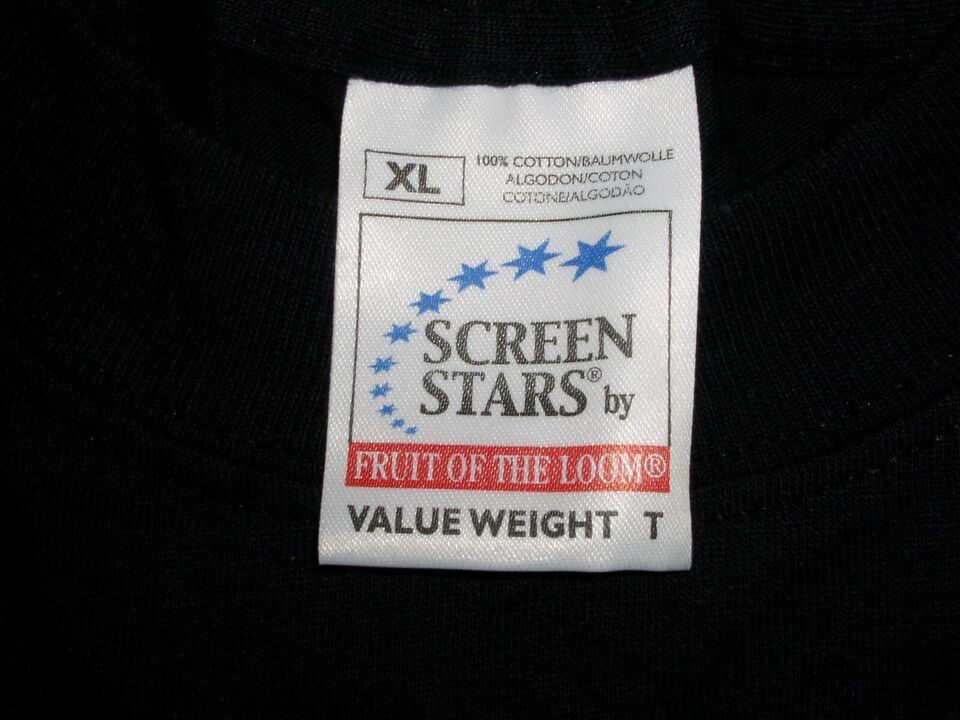 XL
100% COTTON/BAUMWOLLE
ALGODON/COTON
COTONE/ALGODÃO
SCREEN
STARS® by
FRUIT OF THE LOOM®
VALUE WEIGHT T